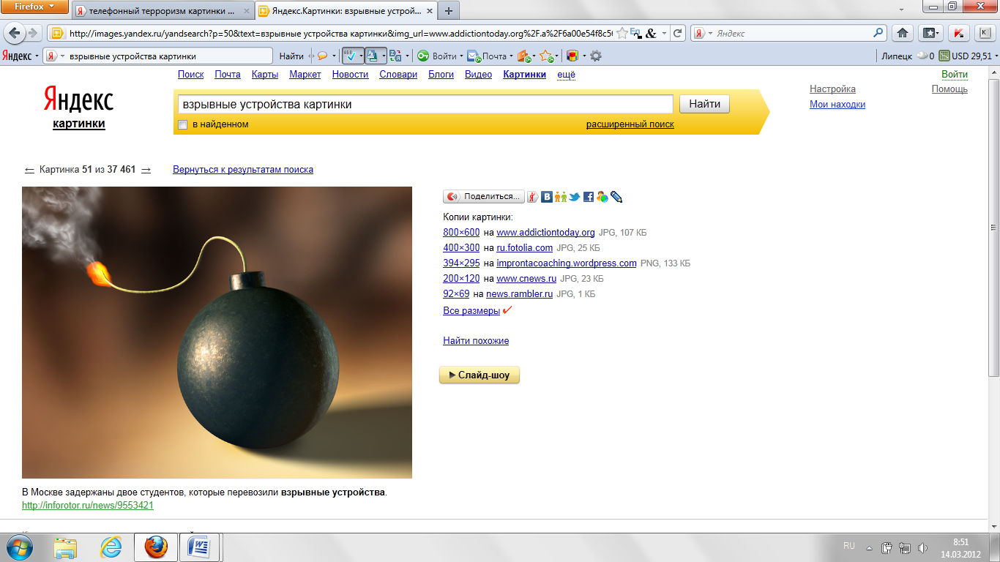 Firefox
телефонный терроризм картинки ...
Яндекс.Картинки: взрывные устрой...
http://images.yandex.ru/yandsearch?p=50&text=взрывные устройства картинки&img_url=www.addictiontoday.org%2F.a%2F6a00e54f8c5
Яндекс
Яндекс
взрывные устройства картинки
Найти
Войти
Почта
Липецк
0
USD 29,51
Поиск Почта Карты Маркет Новости Словари Блоги Видео Картинки ещё
Войти
Яндекс
картинки
взрывные устройства картинки
Найти
в найденном
расширенный поиск
Настройка
Помощь
Мои находки
← Картинка 51 из 37 461 →
Вернуться к результатам поиска
Поделиться...
Копии картинки:
800×600 на www.addictiontoday.org JPG, 107 КБ
400×300 на ru.fotolia.com JPG, 25 КБ
394×295 на improntacoaching.wordpress.com PNG, 133 КБ
200×120 на www.cnews.ru JPG, 23 КБ
92×69 на news.rambler.ru JPG, 1 КБ
Все размеры
Найти похожие
Слайд-шоу
В Москве задержаны двое студентов, которые перевозили взрывные устройства.
http://inforotor.ru/news/9553421
RU
8:51
14.03.2012